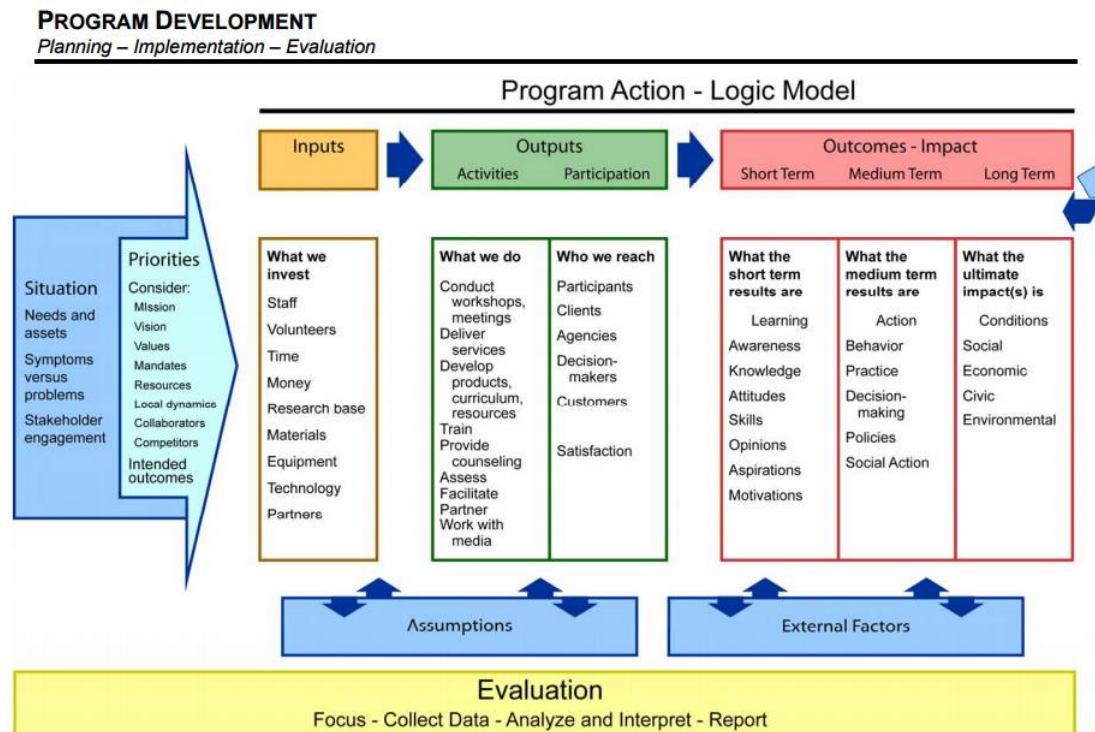 PROGRAM DEVELOPMENT
Planning – Implementation – Evaluation
Program Action - Logic Model
Inputs
Outputs
Activities Participation
Outcomes - Impact
Short Term Medium Term Long Term
Situation
Needs and
assets
Symptoms
versus
problems
Stakeholder
engagement
Priorities
Consider:
MIssion
Vision
Values
Mandates
Resources
Local dynamics
Collaborators
Competitors
Intended
outcomes
What we
invest
Staff
Volunteers
Time
Money
Research base
Materials
Equipment
Technology
Partners
What we do
Conduct
workshops,
meetings
Deliver
services
Develop
products,
curriculum,
resources
Train
Provide
counseling
Assess
Facilitate
Partner
Work with
media
Who we reach
Participants
Clients
Agencies
Decision-
makers
Customers
Satisfaction
What the
short term
results are
Learning
Awareness
Knowledge
Attitudes
Skills
Opinions
Aspirations
Motivations
What the
medium term
results are
Action
Behavior
Practice
Decision-
making
Policies
Social Action
What the
ultimate
impact(s) is
Conditions
Social
Economic
Civic
Environmental
Assumptions
External Factors
Evaluation
Focus - Collect Data - Analyze and Interpret - Report